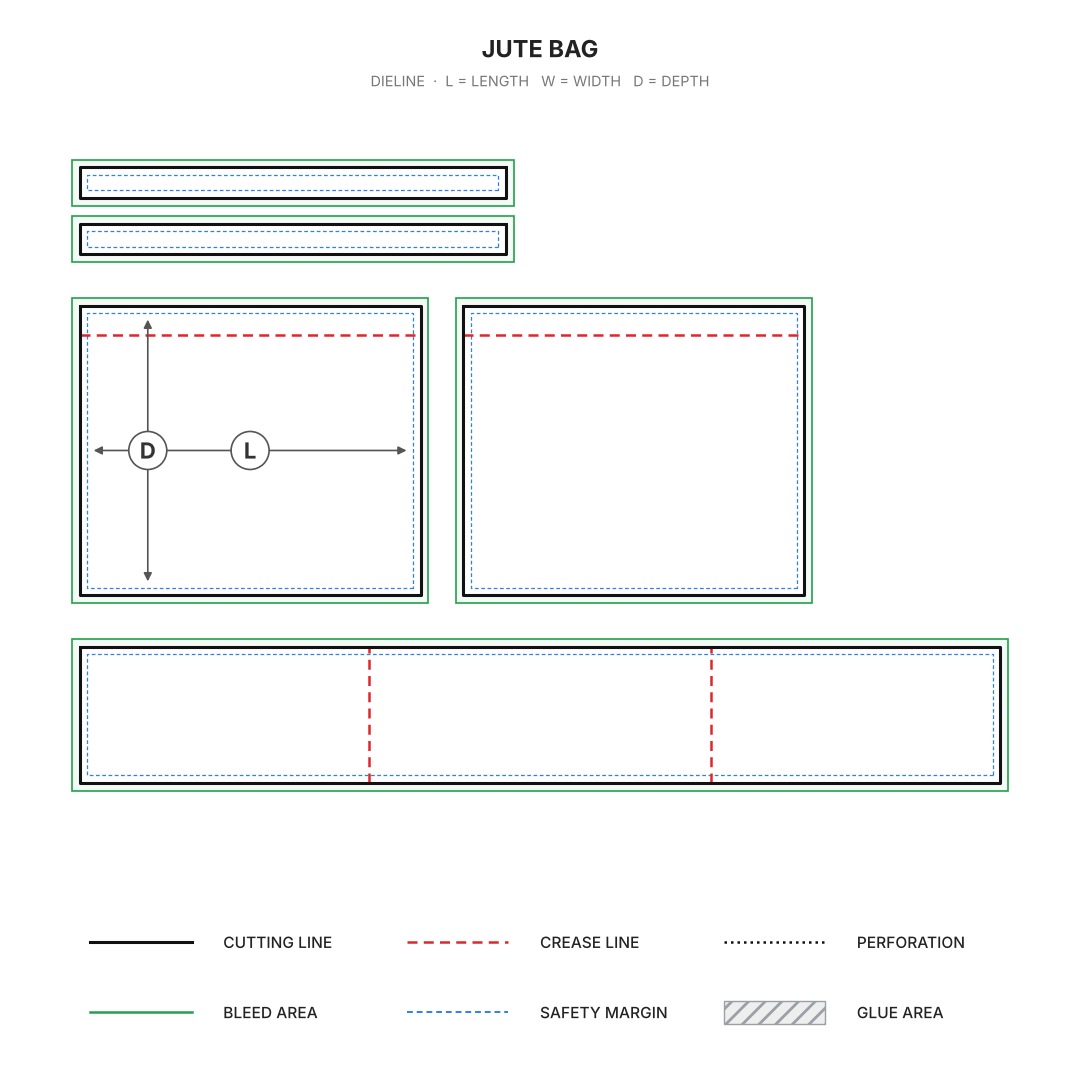 JUTE BAG
DIELINE · L = LENGTH W = WIDTH D = DEPTH
D
L
CUTTING LINE
CREASE LINE
PERFORATION
BLEED AREA
SAFETY MARGIN
GLUE AREA